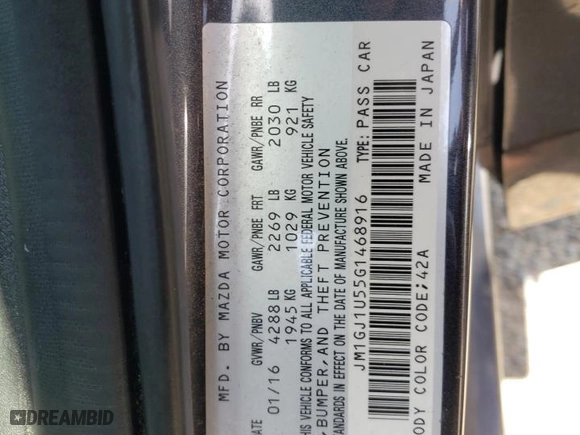 MFD. BY MAZDA MOTOR CORPORATION
DATE GVWR/PNBV GAWR/PNBE FRT GAWR/PNBE RR
01/16 4288LB 2269 LB 2030 LB
1945 KG 1029 KG 921 KG
THIS VEHICLE CONFORMS TO ALL APPLICABLE FEDERAL MOTOR VEHICLE SAFETY
BUMPER, AND THEFT PREVENTION
STANDARDS IN EFFECT ON THE DATE OF MANUFACTURE SHOWN ABOVE.
JM1GJ1U55G1468916 TYPE: PASS CAR
BODY COLOR CODE;42A MADE IN JAPAN
DREAMBID